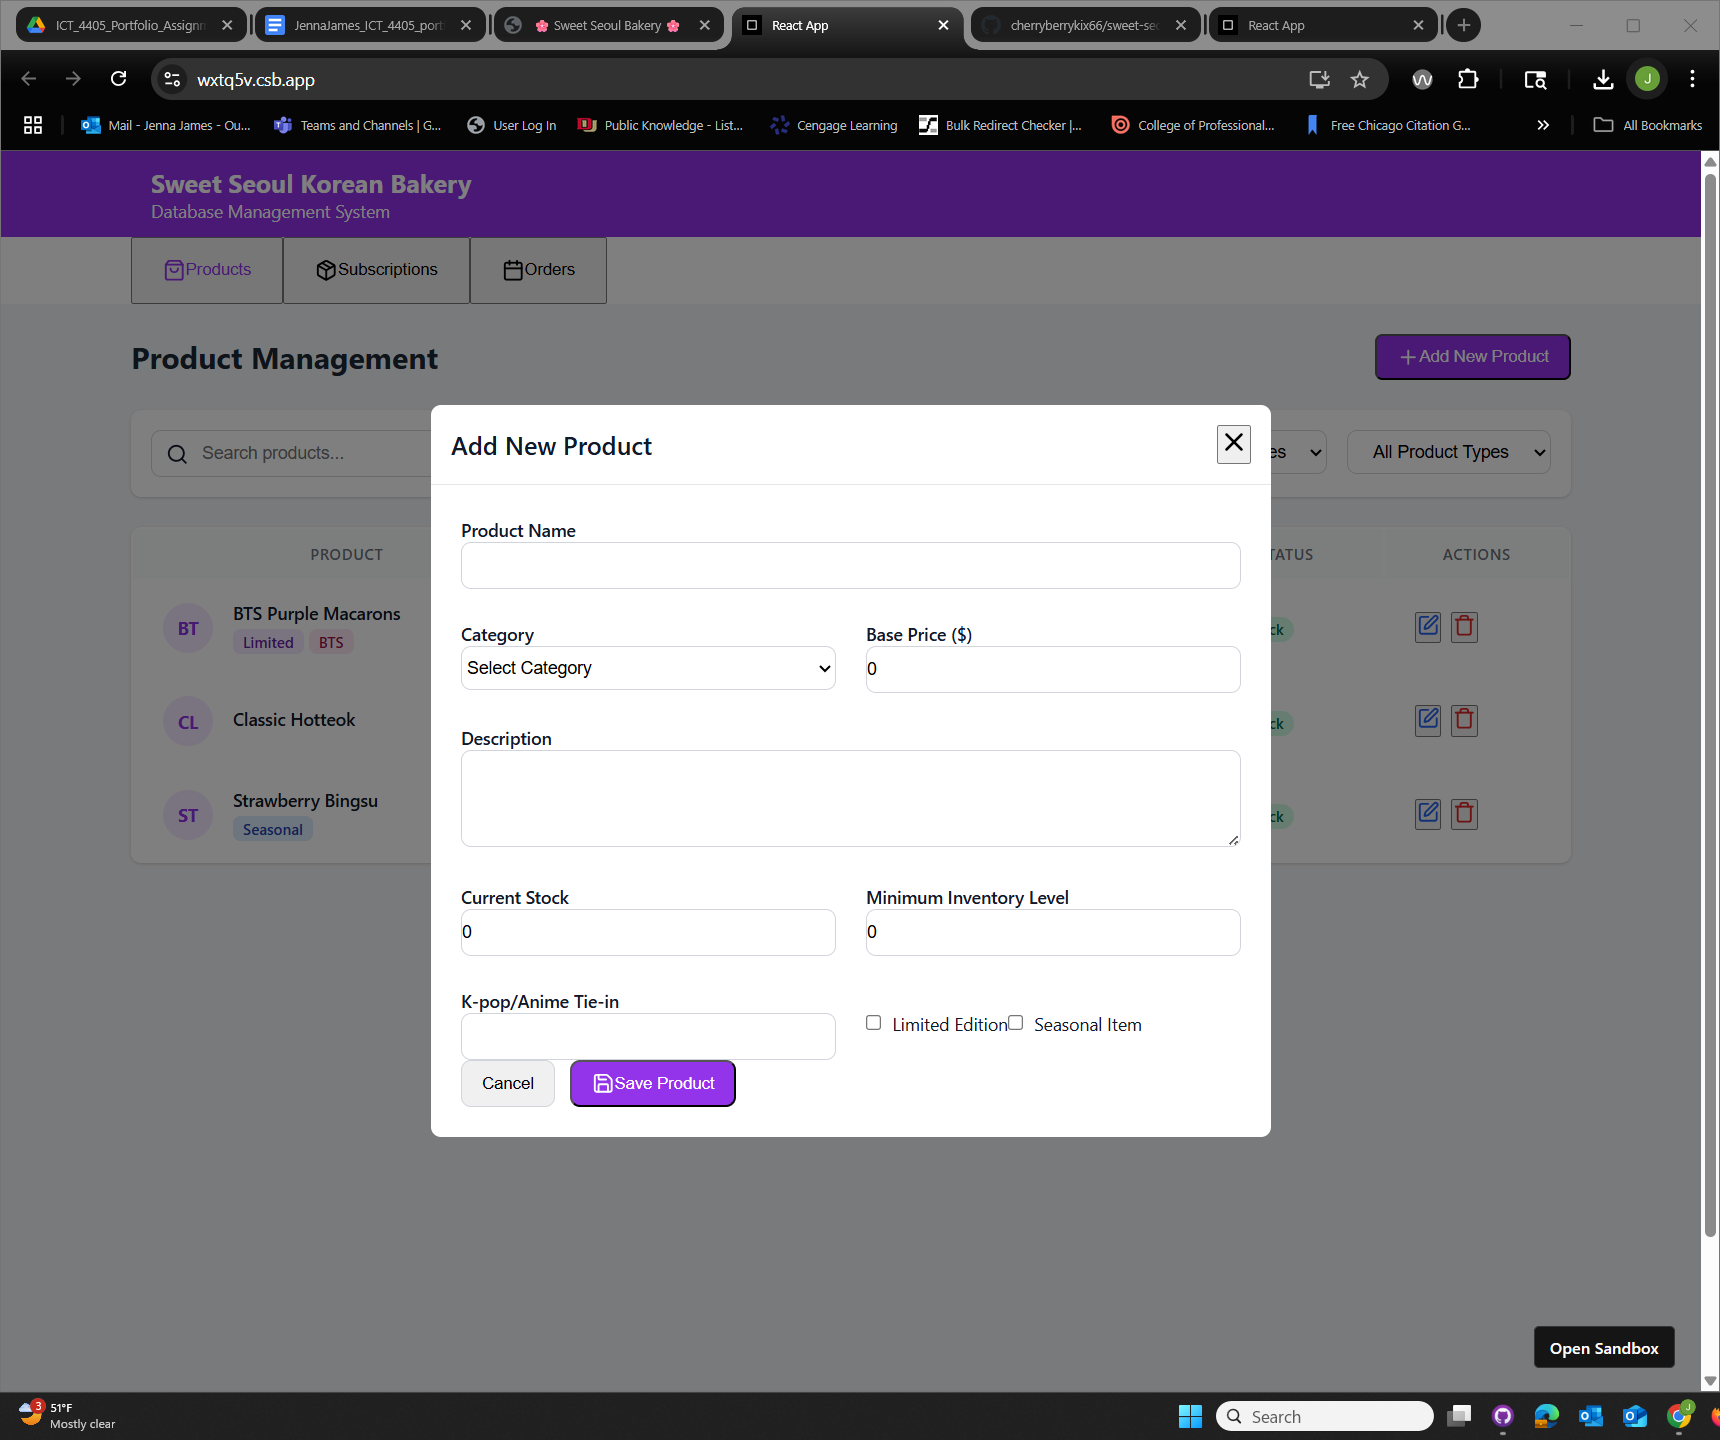 ICT_4405_Portfolio_Assignm
JennaJames_ICT_4405_port
🌸 Sweet Seoul Bakery 🌸
React App
cherryberrykix66/sweet-se
React App
wxtq5v.csb.app
J
Mail - Jenna James - Ou...
Teams and Channels | G...
User Log In
Public Knowledge - List...
Cengage Learning
Bulk Redirect Checker |...
College of Professional...
Free Chicago Citation G...
All Bookmarks
Sweet Seoul Korean Bakery
Database Management System
Products
Subscriptions
Orders
Product Management
Add New Product
Search products...
es
All Product Types
PRODUCT
TATUS
ACTIONS
BT
BTS Purple Macarons
Limited
BTS
ck
CL
Classic Hotteok
ck
ST
Strawberry Bingsu
Seasonal
ck
Add New Product
Product Name
Category
Select Category
Base Price ($)
0
Description
Current Stock
0
Minimum Inventory Level
0
K-pop/Anime Tie-in
Limited Edition
Seasonal Item
Cancel
Save Product
Open Sandbox
3
51°F
Mostly clear
Search
J